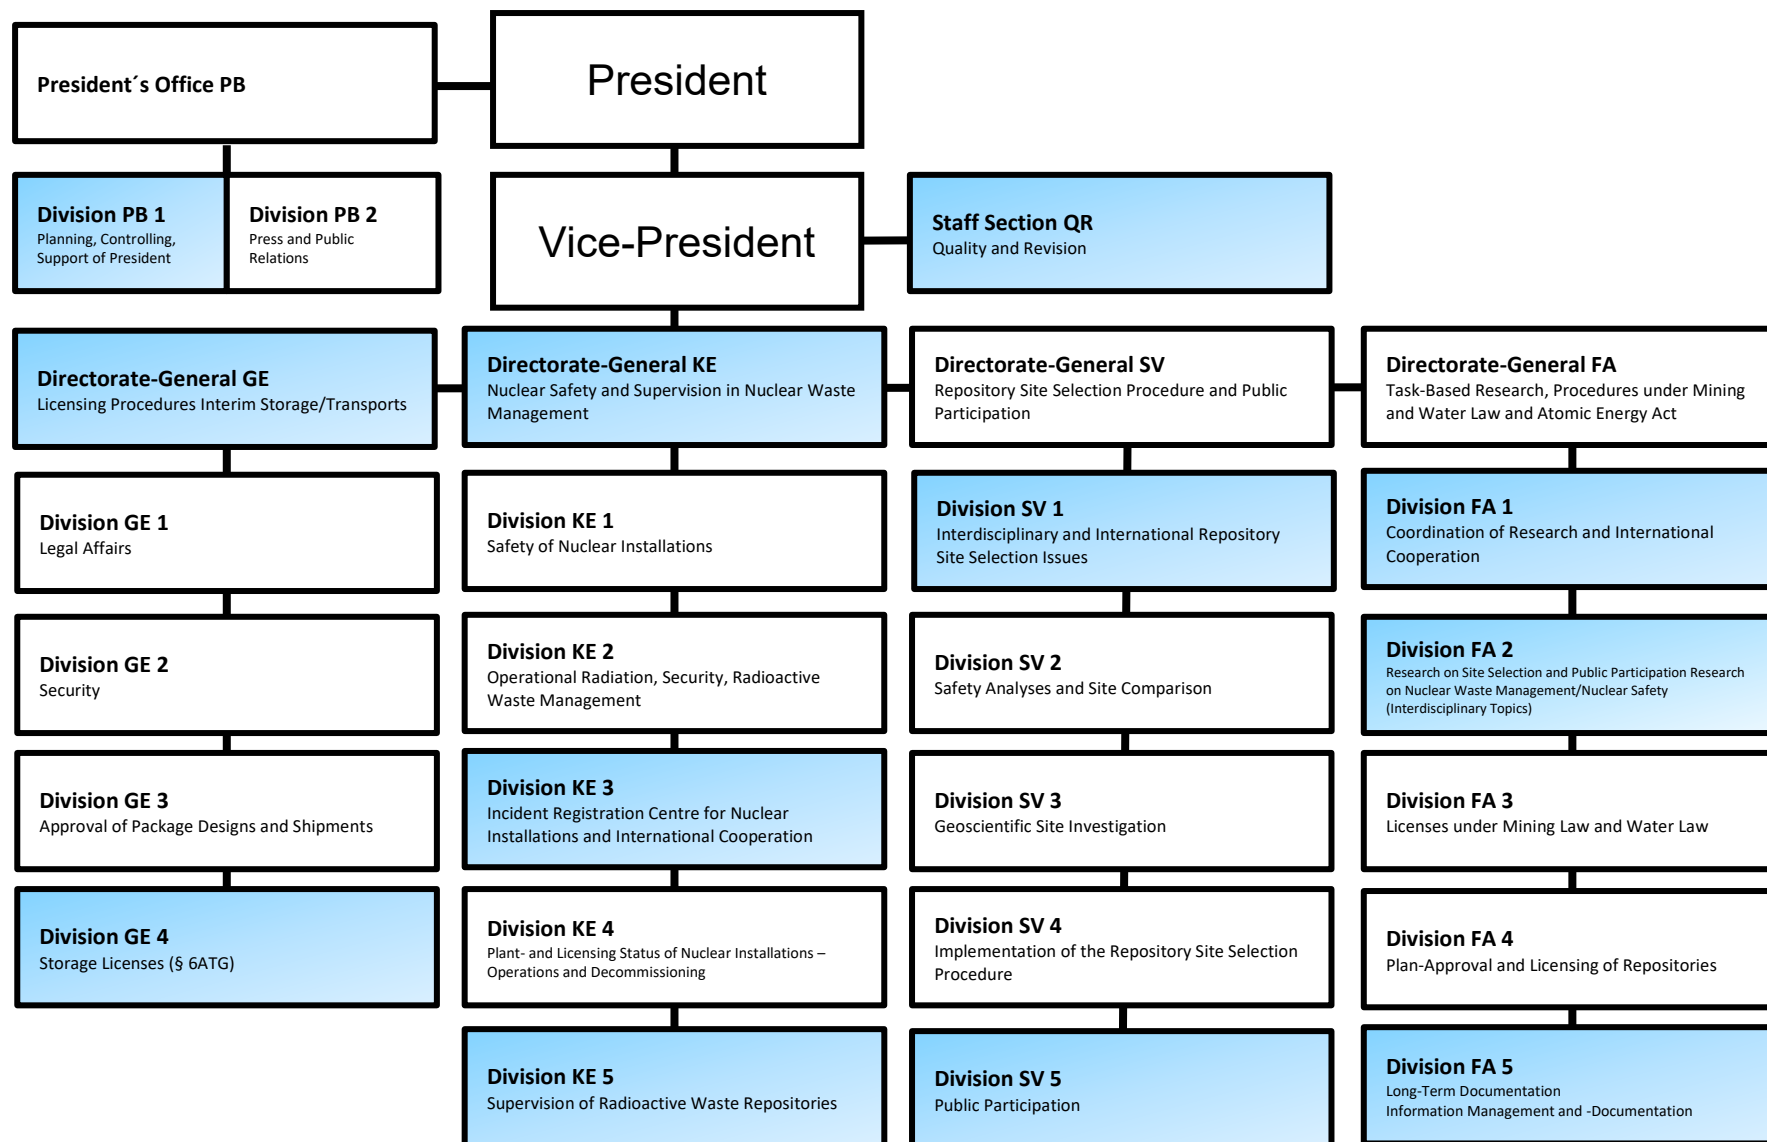 President´s Office PB
President
Division PB 1
Planning, Controlling,
Support of President
Division PB 2
Press and Public
Relations
Vice-President
Staff Section QR
Quality and Revision
Directorate-General GE
Licensing Procedures Interim Storage/Transports
Directorate-General KE
Nuclear Safety and Supervision in Nuclear Waste
Management
Directorate-General SV
Repository Site Selection Procedure and Public
Participation
Directorate-General FA
Task-Based Research, Procedures under Mining
and Water Law and Atomic Energy Act
Division GE 1
Legal Affairs
Division KE 1
Safety of Nuclear Installations
Division SV 1
Interdisciplinary and International Repository
Site Selection Issues
Division FA 1
Coordination of Research and International
Cooperation
Division GE 2
Security
Division KE 2
Operational Radiation, Security, Radioactive
Waste Management
Division SV 2
Safety Analyses and Site Comparison
Division FA 2
Research on Site Selection and Public Participation Research
on Nuclear Waste Management/Nuclear Safety
(Interdisciplinary Topics)
Division GE 3
Approval of Package Designs and Shipments
Division KE 3
Incident Registration Centre for Nuclear
Installations and International Cooperation
Division SV 3
Geoscientific Site Investigation
Division FA 3
Licenses under Mining Law and Water Law
Division GE 4
Storage Licenses (§ 6ATG)
Division KE 4
Plant- and Licensing Status of Nuclear Installations –
Operations and Decommissioning
Division SV 4
Implementation of the Repository Site Selection
Procedure
Division FA 4
Plan-Approval and Licensing of Repositories
Division KE 5
Supervision of Radioactive Waste Repositories
Division SV 5
Public Participation
Division FA 5
Long-Term Documentation
Information Management and -Documentation